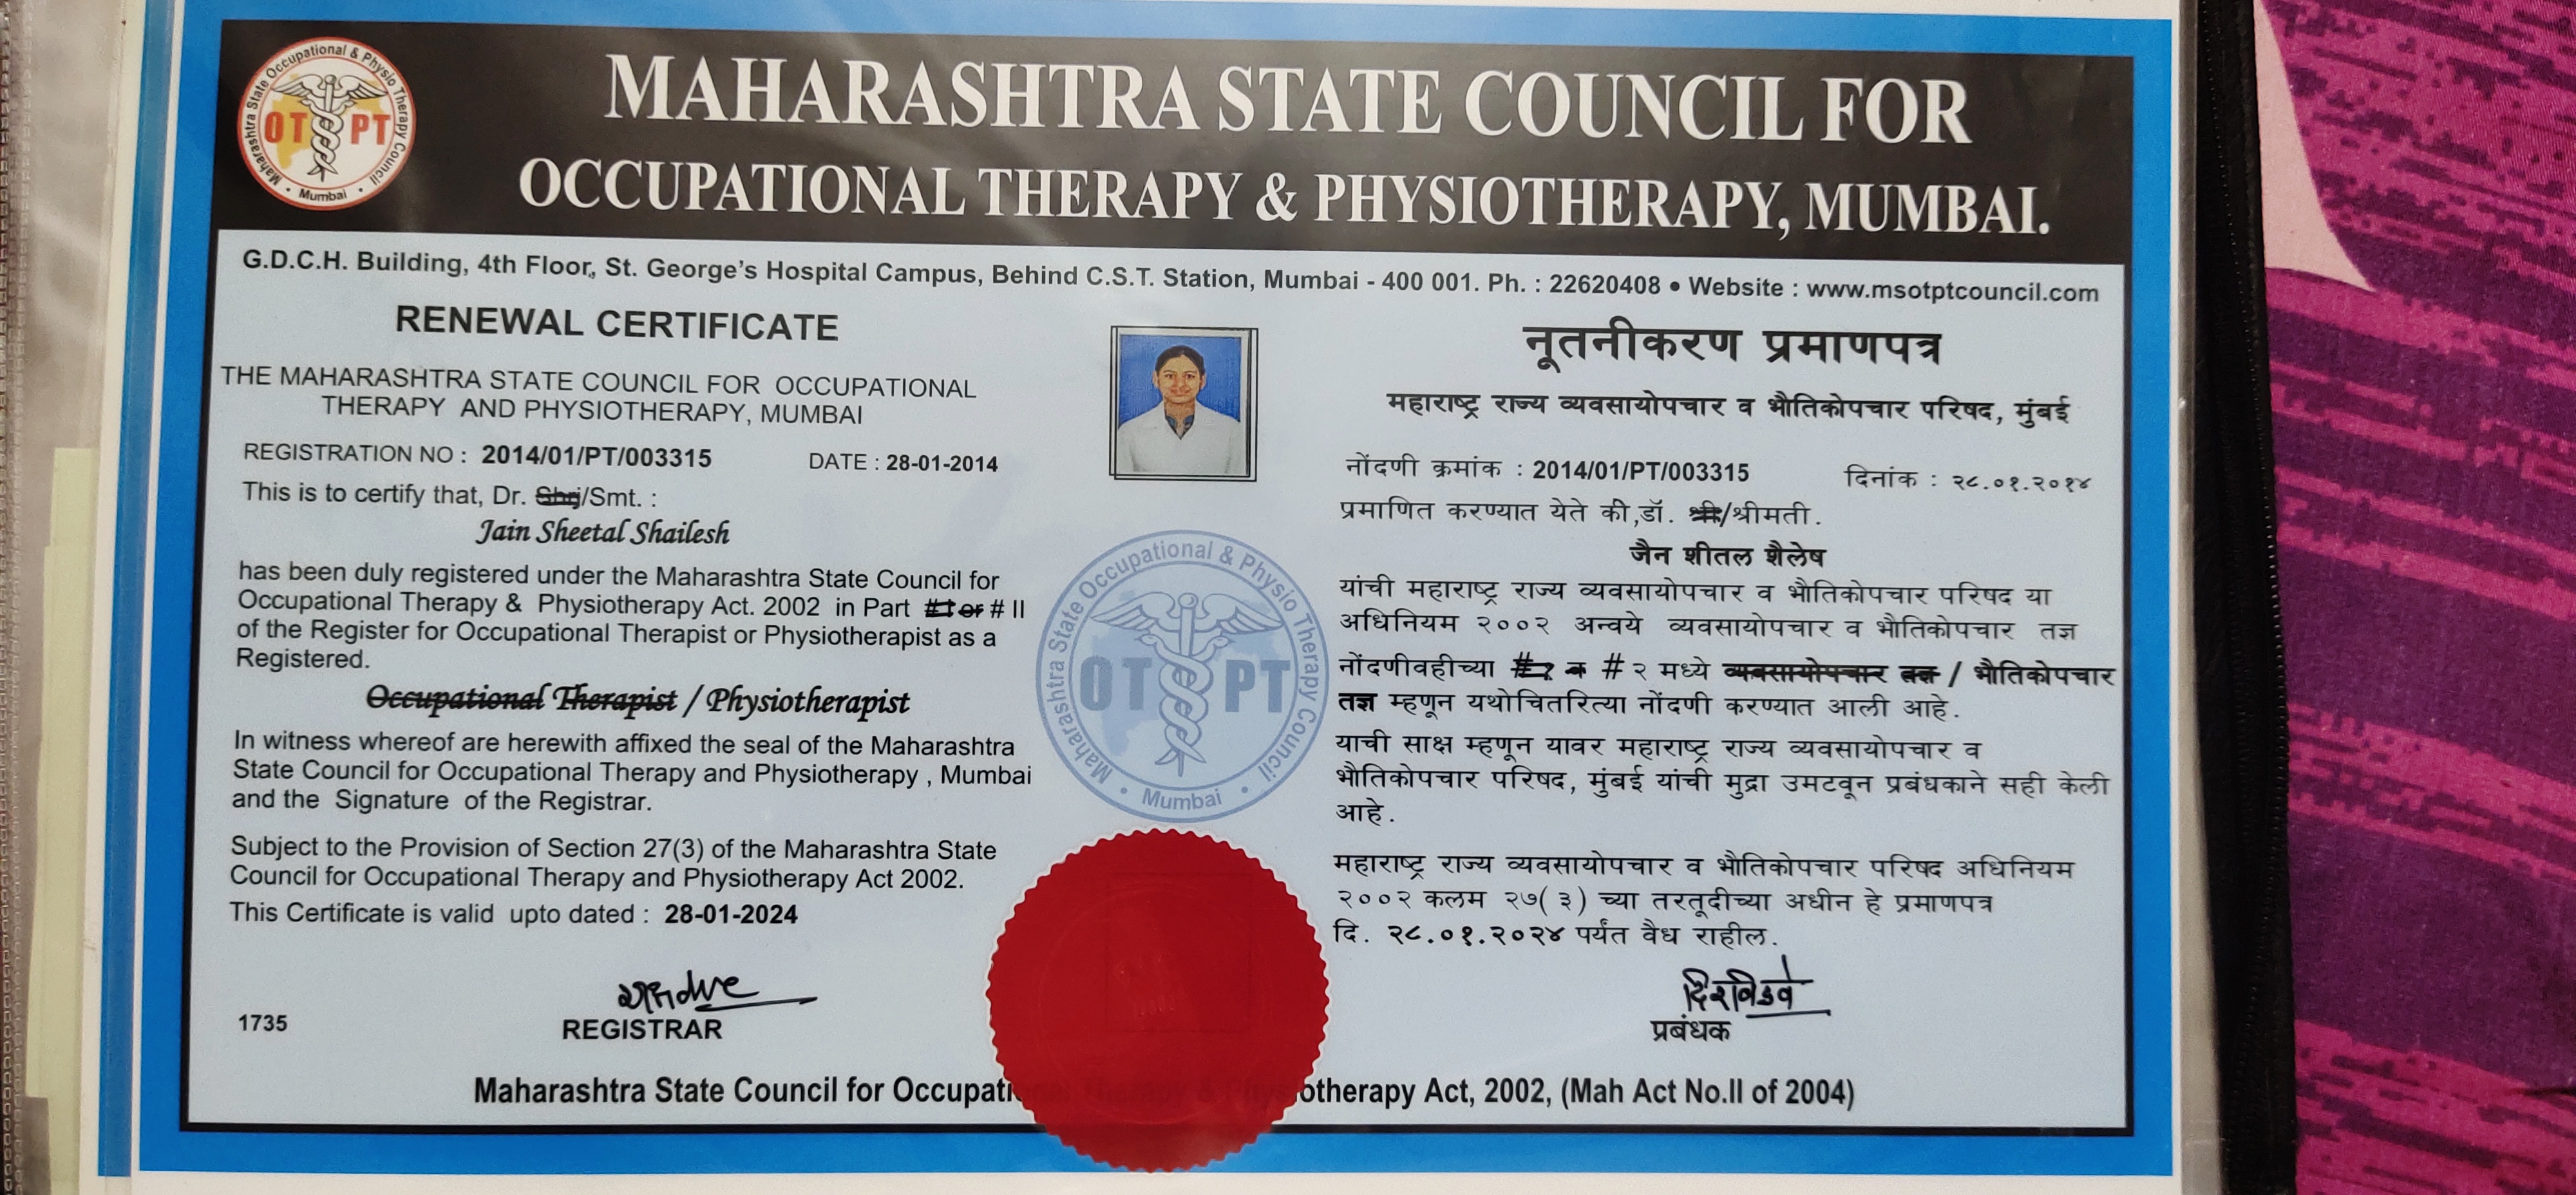 Maharashtra State Occupational & Physio Therapy Council
OT PT
• Mumbai •
MAHARASHTRA STATE COUNCIL FOR
OCCUPATIONAL THERAPY & PHYSIOTHERAPY, MUMBAI.
G.D.C.H. Building, 4th Floor, St. George's Hospital Campus, Behind C.S.T. Station, Mumbai - 400 001. Ph. : 22620408 • Website : www.msotptcouncil.com
RENEWAL CERTIFICATE
THE MAHARASHTRA STATE COUNCIL FOR OCCUPATIONAL
THERAPY AND PHYSIOTHERAPY, MUMBAI
REGISTRATION NO : 2014/01/PT/003315 DATE : 28-01-2014
This is to certify that, Dr. Shri/Smt. :
Jain Sheetal Shailesh
has been duly registered under the Maharashtra State Council for
Occupational Therapy & Physiotherapy Act. 2002 in Part # I or # II
of the Register for Occupational Therapist or Physiotherapist as a
Registered.
Occupational Therapist / Physiotherapist
In witness whereof are herewith affixed the seal of the Maharashtra
State Council for Occupational Therapy and Physiotherapy , Mumbai
and the Signature of the Registrar.
Subject to the Provision of Section 27(3) of the Maharashtra State
Council for Occupational Therapy and Physiotherapy Act 2002.
This Certificate is valid upto dated : 28-01-2024
1735
REGISTRAR
Maharashtra State Occupational & Physio Therapy Council
OT PT
• Mumbai •
नूतनीकरण प्रमाणपत्र
महाराष्ट्र राज्य व्यवसायोपचार व भौतिकोपचार परिषद, मुंबई
नोंदणी क्रमांक : 2014/01/PT/003315 दिनांक : २८.०१.२०१४
प्रमाणित करण्यात येते की,डॉ. श्री/श्रीमती.
जैन शीतल शैलेष
यांची महाराष्ट्र राज्य व्यवसायोपचार व भौतिकोपचार परिषद या
अधिनियम २००२ अन्वये व्यवसायोपचार व भौतिकोपचार तज्ञ
नोंदणीवहीच्या # १ व # २ मध्ये व्यवसायोपचार तज्ञ / भौतिकोपचार
तज्ञ म्हणून यथोचितरित्या नोंदणी करण्यात आली आहे.
याची साक्ष म्हणून यावर महाराष्ट्र राज्य व्यवसायोपचार व
भौतिकोपचार परिषद, मुंबई यांची मुद्रा उमटवून प्रबंधकाने सही केली
आहे.
महाराष्ट्र राज्य व्यवसायोपचार व भौतिकोपचार परिषद अधिनियम
२००२ कलम २७(३) च्या तरतूदीच्या अधीन हे प्रमाणपत्र
दि. २८.०१.२०२४ पर्यंत वैध राहील.
प्रबंधक
Maharashtra State Council for Occupational Therapy & Physiotherapy Act, 2002, (Mah Act No.II of 2004)